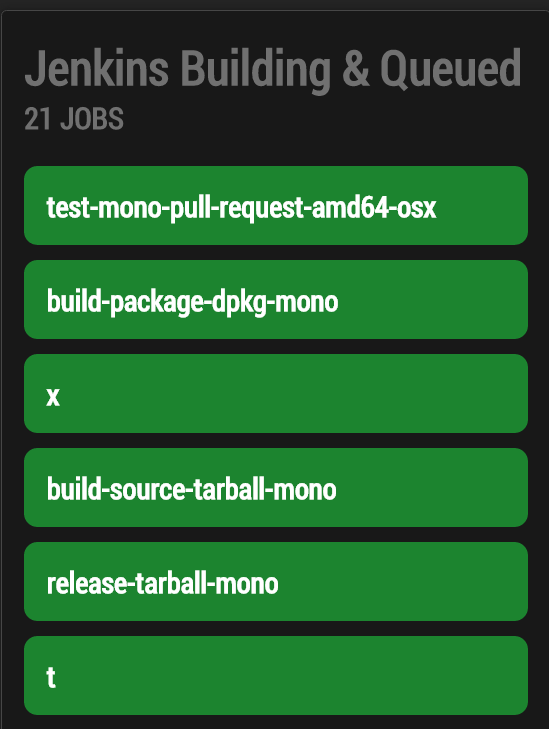 Jenkins Building & Queued
21 JOBS
test-mono-pull-request-amd64-osx
build-package-dpkg-mono
x
build-source-tarball-mono
release-tarball-mono
t